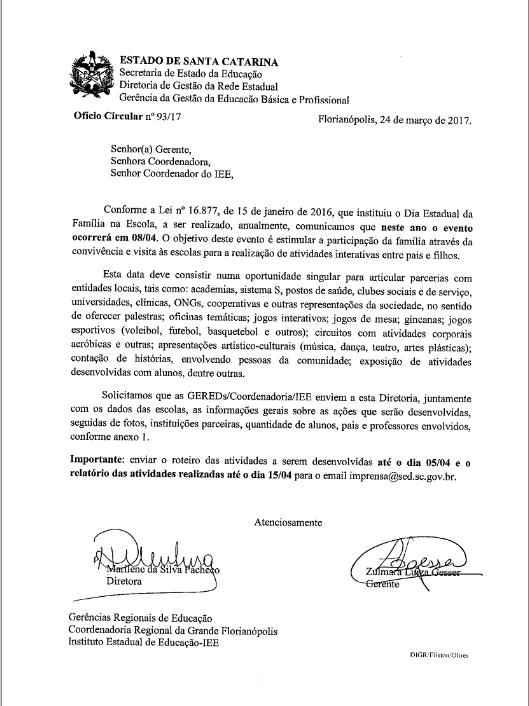 ESTADO DE SANTA CATARINA
Secretaria de Estado da Educação
Diretoria de Gestão da Rede Estadual
Gerência da Gestão da Educacão Básica e Profissional
Ofício Circular nº 93/17
Florianópolis, 24 de março de 2017.
Senhor(a) Gerente,
Senhora Coordenadora,
Senhor Coordenador do IEE,
Conforme a Lei nº 16.877, de 15 de janeiro de 2016, que instituiu o Dia Estadual da
Família na Escola, a ser realizado, anualmente, comunicamos que neste ano o evento
ocorrerá em 08/04. O objetivo deste evento é estimular a participação da família através da
convivência e visita às escolas para a realização de atividades interativas entre pais e filhos.
Esta data deve consistir numa oportunidade singular para articular parcerias com
entidades locais, tais como: academias, sistema S, postos de saúde, clubes sociais e de serviço,
universidades, clínicas, ONGs, cooperativas e outras representações da sociedade, no sentido
de oferecer palestras; oficinas temáticas; jogos interativos; jogos de mesa; gincanas; jogos
esportivos (voleibol, futebol, basquetebol e outros); circuitos com atividades corporais
aeróbicas e outras; apresentações artístico-culturais (música, dança, teatro, artes plásticas);
contação de histórias, envolvendo pessoas da comunidade; exposição de atividades
desenvolvidas com alunos, dentre outras.
Solicitamos que as GEREDs/Coordenadoria/IEE enviem a esta Diretoria, juntamente
com os dados das escolas, as informações gerais sobre as ações que serão desenvolvidas,
seguidas de fotos, instituições parceiras, quantidade de alunos, pais e professores envolvidos,
conforme anexo 1.
Importante: enviar o roteiro das atividades a serem desenvolvidas até o dia 05/04 e o
relatório das atividades realizadas até o dia 15/04 para o email imprensa@sed.sc.gov.br.
Atenciosamente
Marilene da Silva Pacheco
Diretora
Zulmara Luiza Gesser
Gerente
Gerências Regionais de Educação
Coordenadoria Regional da Grande Florianópolis
Instituto Estadual de Educação-IEE
DIGR/Eliston/Olires